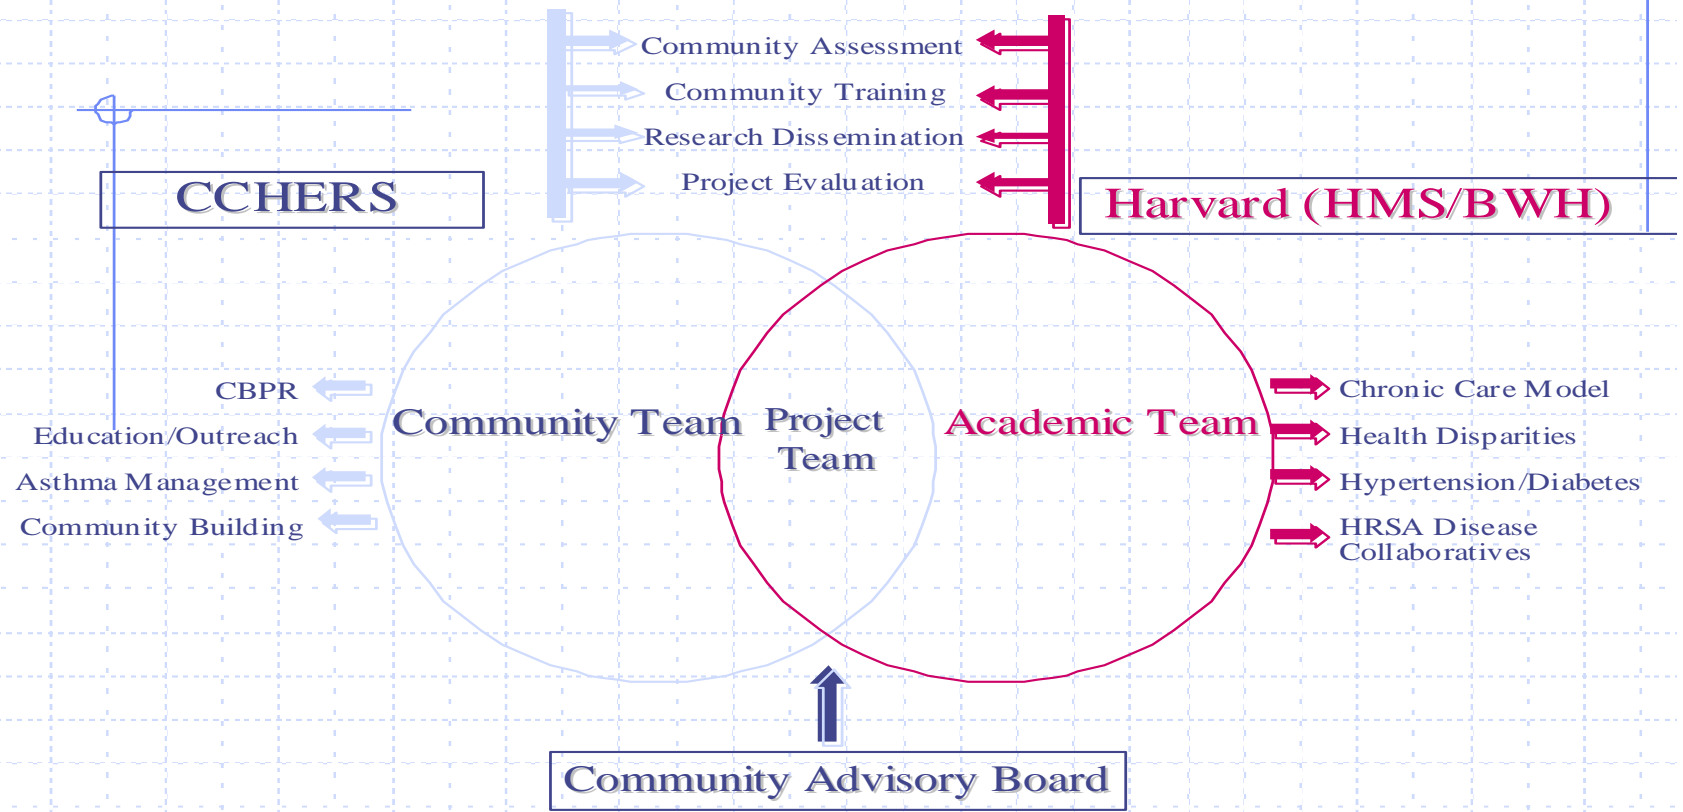 Community Assessment
Community Training
Research Dissemination
Project Evaluation
CCHERS
Harvard (HMS/BWH)
CBPR
Education/Outreach
Asthma Management
Community Building
Community Team
Project
Team
Academic Team
Chronic Care Model
Health Disparities
Hypertension/Diabetes
HRSA Disease
Collaboratives
Community Advisory Board